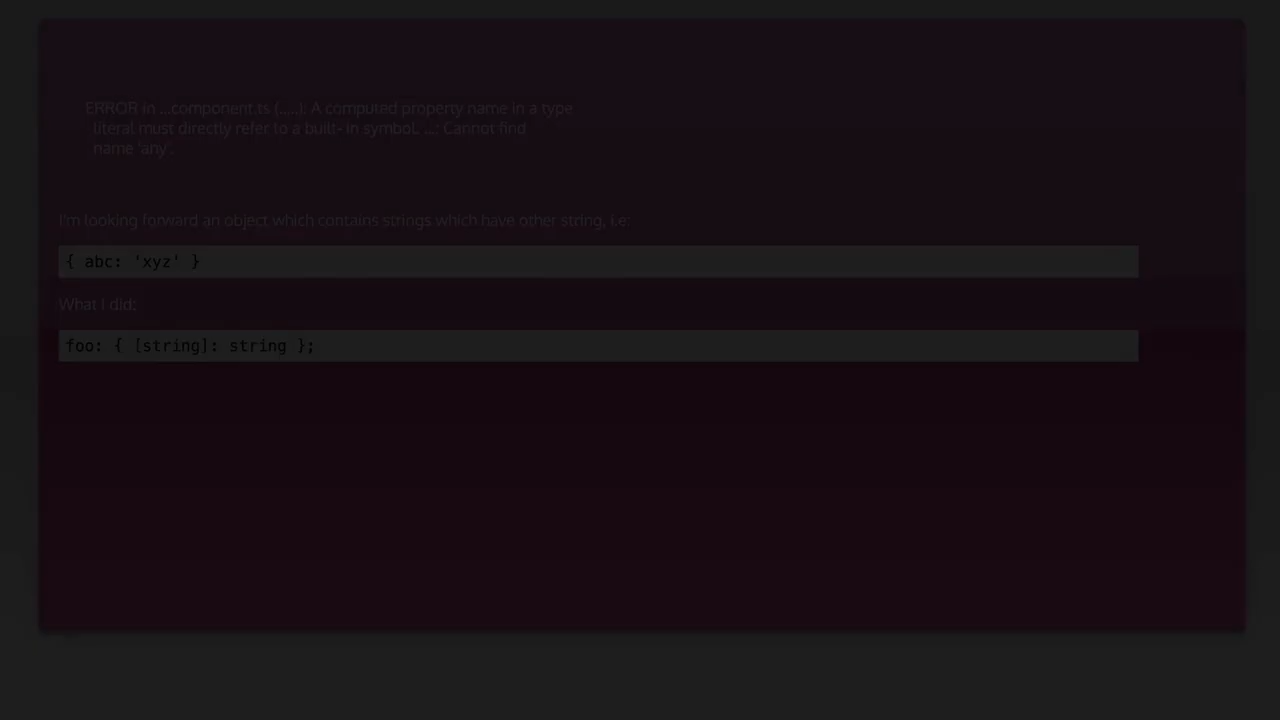 ERROR in ...component.ts (.....): A computed property name in a type
literal must directly refer to a built- in symbol. ...: Cannot find
name 'any'.
I'm looking forward an object which contains strings which have other string, i.e:
{ abc: 'xyz' }
What I did:
foo: { [string]: string };